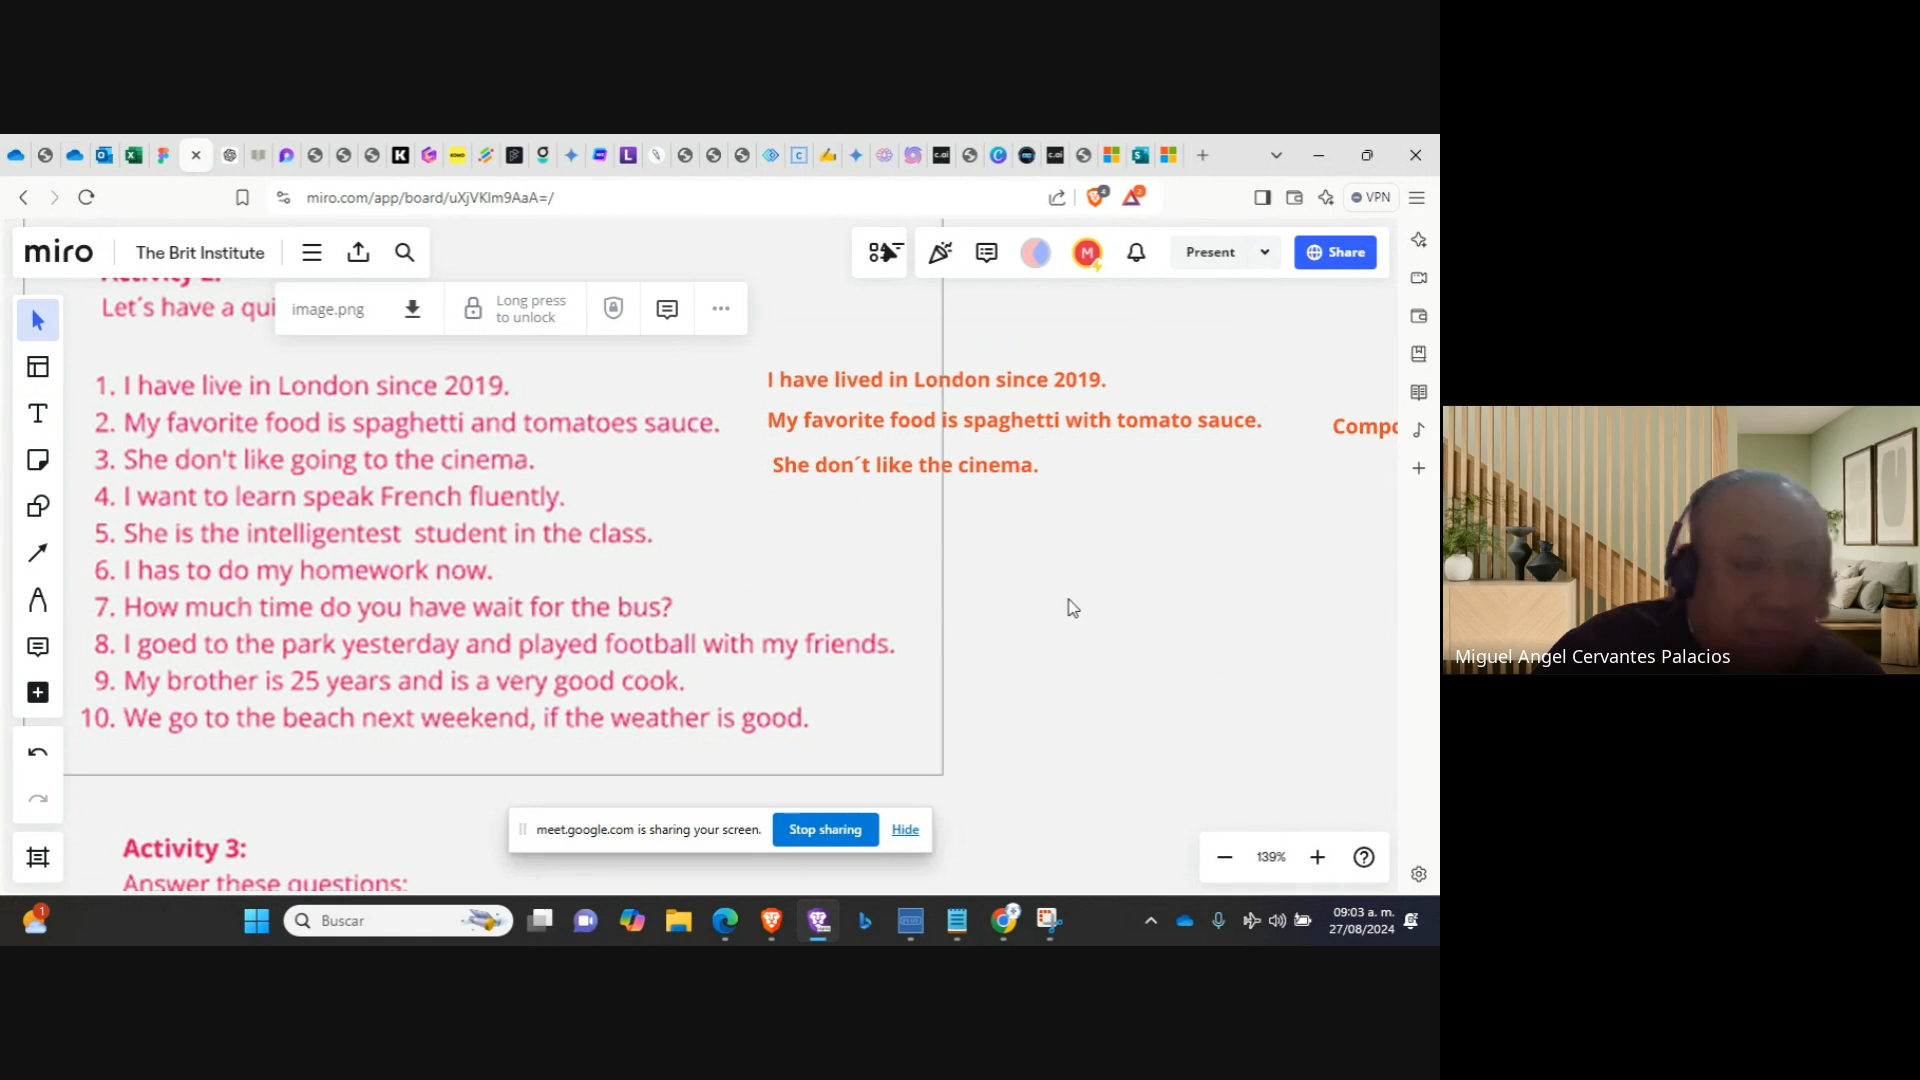 miro.com/app/board/uXjVKlm9AaA=/
VPN
miro
The Brit Institute
Present
Share
Activity 2:
Let´s have a qui
image.png
Long press
to unlock
1. I have live in London since 2019.
I have lived in London since 2019.
2. My favorite food is spaghetti and tomatoes sauce.
My favorite food is spaghetti with tomato sauce.
Compo
3. She don't like going to the cinema.
She don´t like the cinema.
4. I want to learn speak French fluently.
5. She is the intelligentest student in the class.
6. I has to do my homework now.
7. How much time do you have wait for the bus?
8. I goed to the park yesterday and played football with my friends.
9. My brother is 25 years and is a very good cook.
10. We go to the beach next weekend, if the weather is good.
Miguel Angel Cervantes Palacios
meet.google.com is sharing your screen.
Stop sharing
Hide
Activity 3:
Answer these questions:
139%
Buscar
09:03 a. m.
27/08/2024